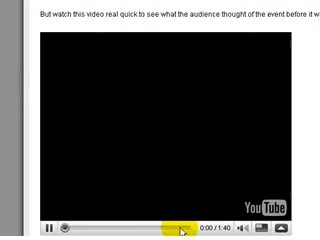 But watch this video real quick to see what the audience thought of the event before it w
YouTube
0:00 / 1:40